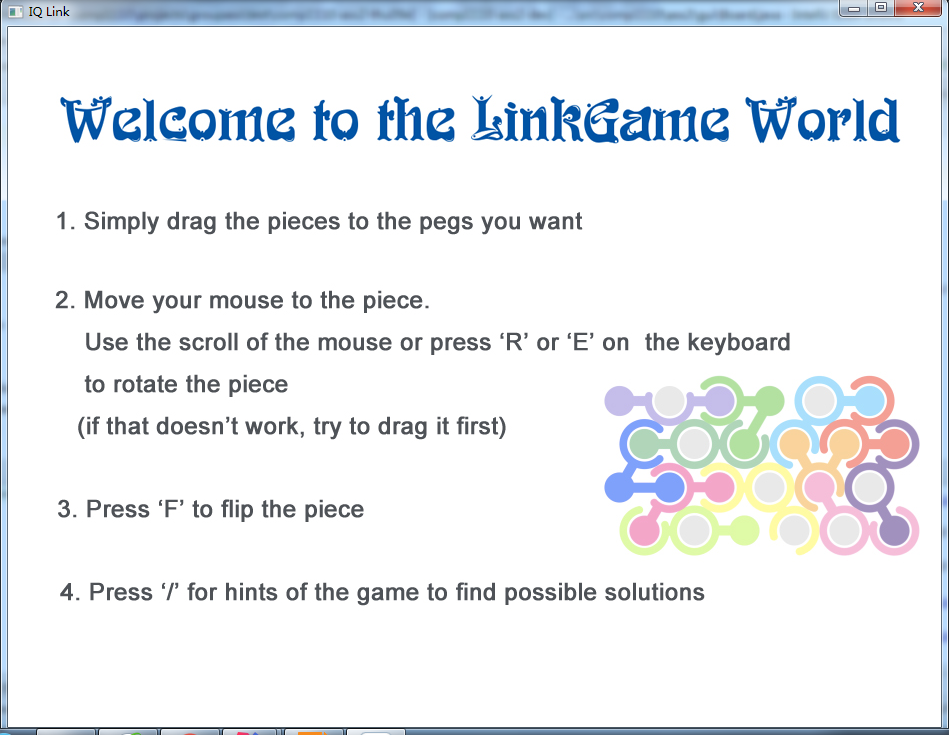 IQ Link
Welcome to the LinkGame World
1. Simply drag the pieces to the pegs you want
2. Move your mouse to the piece.
Use the scroll of the mouse or press ‘R’ or ‘E’ on  the keyboard
to rotate the piece
(if that doesn’t work, try to drag it first)
3. Press ‘F’ to flip the piece
4. Press ‘/’ for hints of the game to find possible solutions